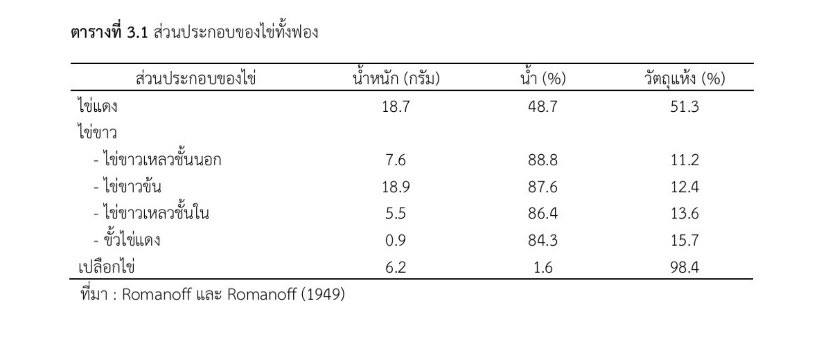 ตารางที่ 3.1 ส่วนประกอบของไข่ทั้งฟอง
ส่วนประกอบของไข่ น้ำหนัก (กรัม) น้ำ (%) วัตถุแห้ง (%)
ไข่แดง 18.7 48.7 51.3
ไข่ขาว
- ไข่ขาวเหลวชั้นนอก 7.6 88.8 11.2
- ไข่ขาวข้น 18.9 87.6 12.4
- ไข่ขาวเหลวชั้นใน 5.5 86.4 13.6
- ขั้วไข่แดง 0.9 84.3 15.7
เปลือกไข่ 6.2 1.6 98.4
ที่มา : Romanoff และ Romanoff (1949)